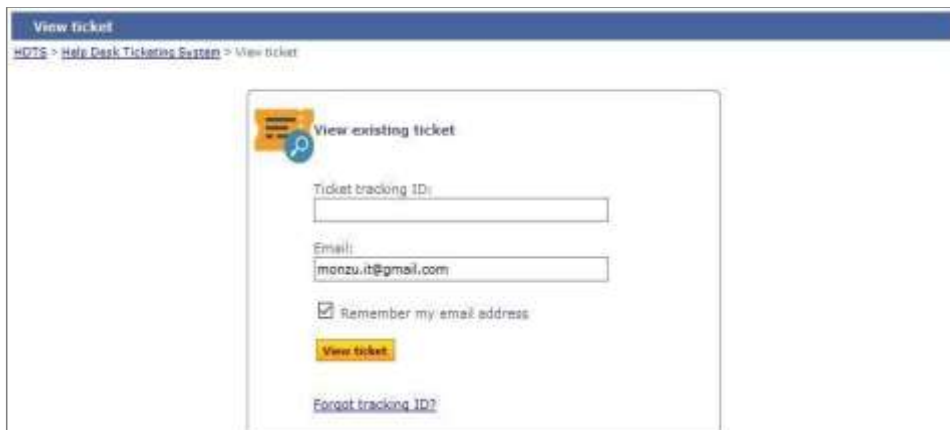 View ticket
HDTS > Help Desk Ticketing System > View ticket
View existing ticket
Ticket tracking ID:
Email:
monzu.it@gmail.com
Remember my email address
View ticket
Forgot tracking ID?